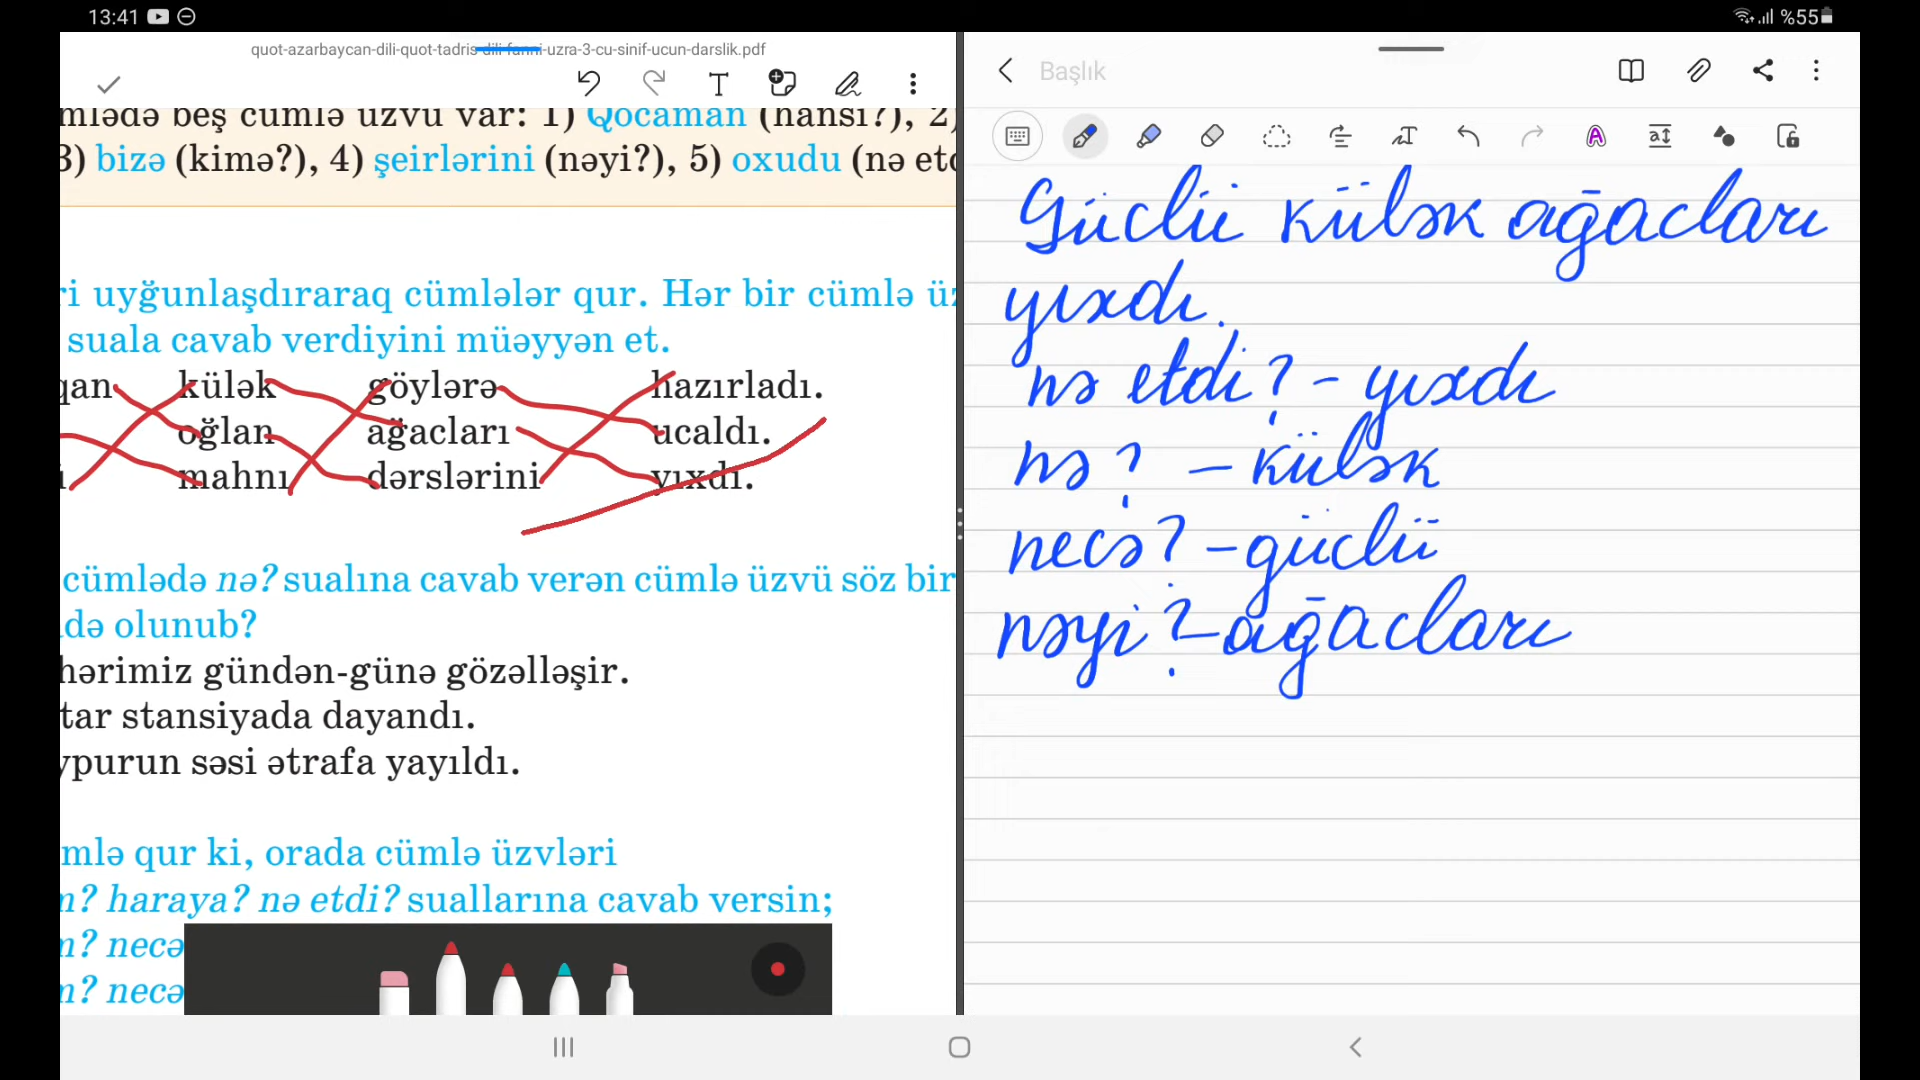 13:41
%55
quot-azarbaycan-dili-quot-tadris-dili-fanni-uzra-3-cu-sinif-ucun-darslik.pdf
mlədə beş cümlə üzvü var: 1) Qocaman (hansı?), 2)
3) bizə (kimə?), 4) şeirlərini (nəyi?), 5) oxudu (nə etd
ri uyğunlaşdıraraq cümlələr qur. Hər bir cümlə üz
suala cavab verdiyini müəyyən et.
qan külək göylərə hazırladı.
oğlan ağacları ucaldı.
mahnı dərslərini yıxdı.
cümlədə nə? sualına cavab verən cümlə üzvü söz bir
də olunub?
hərimiz gündən-günə gözəlləşir.
tar stansiyada dayandı.
ypurun səsi ətrafa yayıldı.
mlə qur ki, orada cümlə üzvləri
m? haraya? nə etdi? suallarına cavab versin;
m? necə
m? necə
Başlık
Güclü külək ağacları
yıxdı.
nə etdi? - yıxdı
nə? - külək
necə? - güclü
nəyi? - ağacları